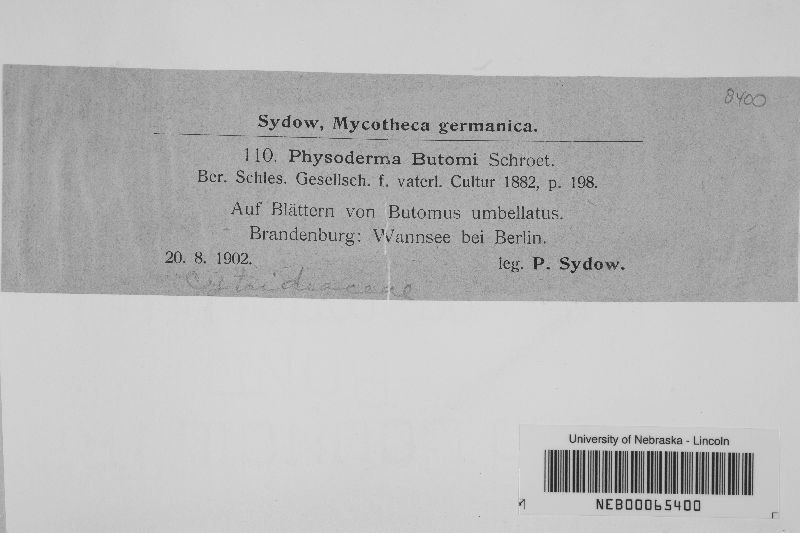 8400
Sydow, Mycotheca germanica.
110. Physoderma Butomi Schroet.
Ber. Schles. Gesellsch. f. vaterl. Cultur 1882, p. 198.
Auf Blättern von Butomus umbellatus.
Brandenburg: Wannsee bei Berlin.
20. 8. 1902. leg. P. Sydow.
University of Nebraska - Lincoln
NEB00065400